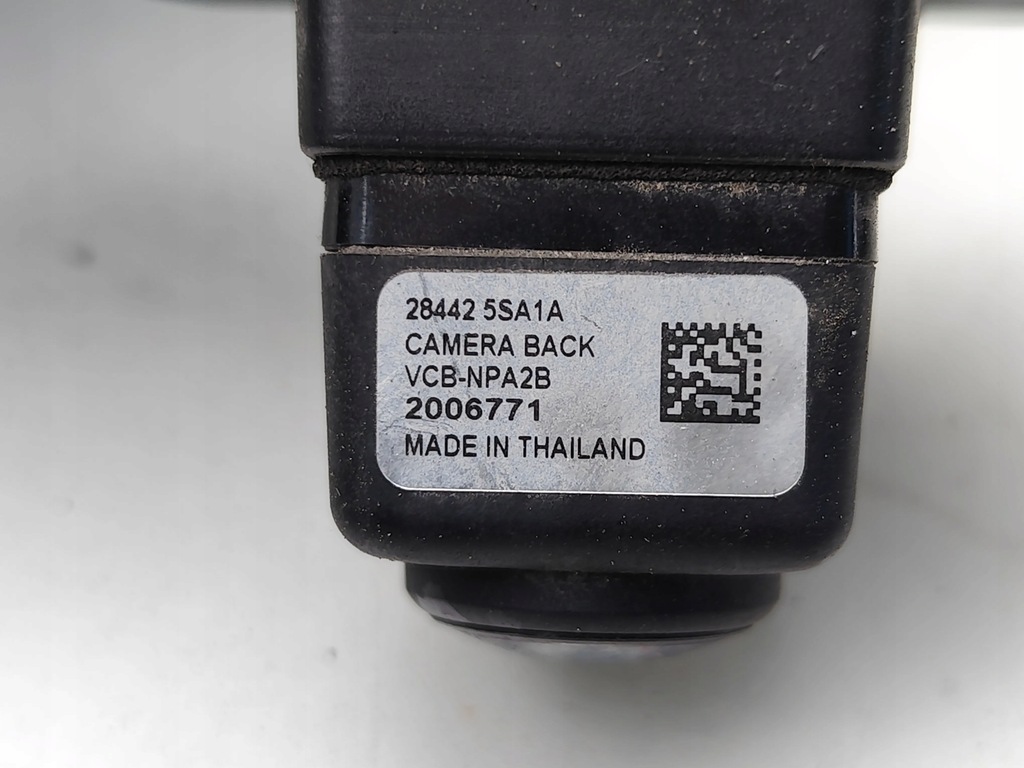 28442 5SA1A
CAMERA BACK
VCB-NPA2B
2006771
MADE IN THAILAND